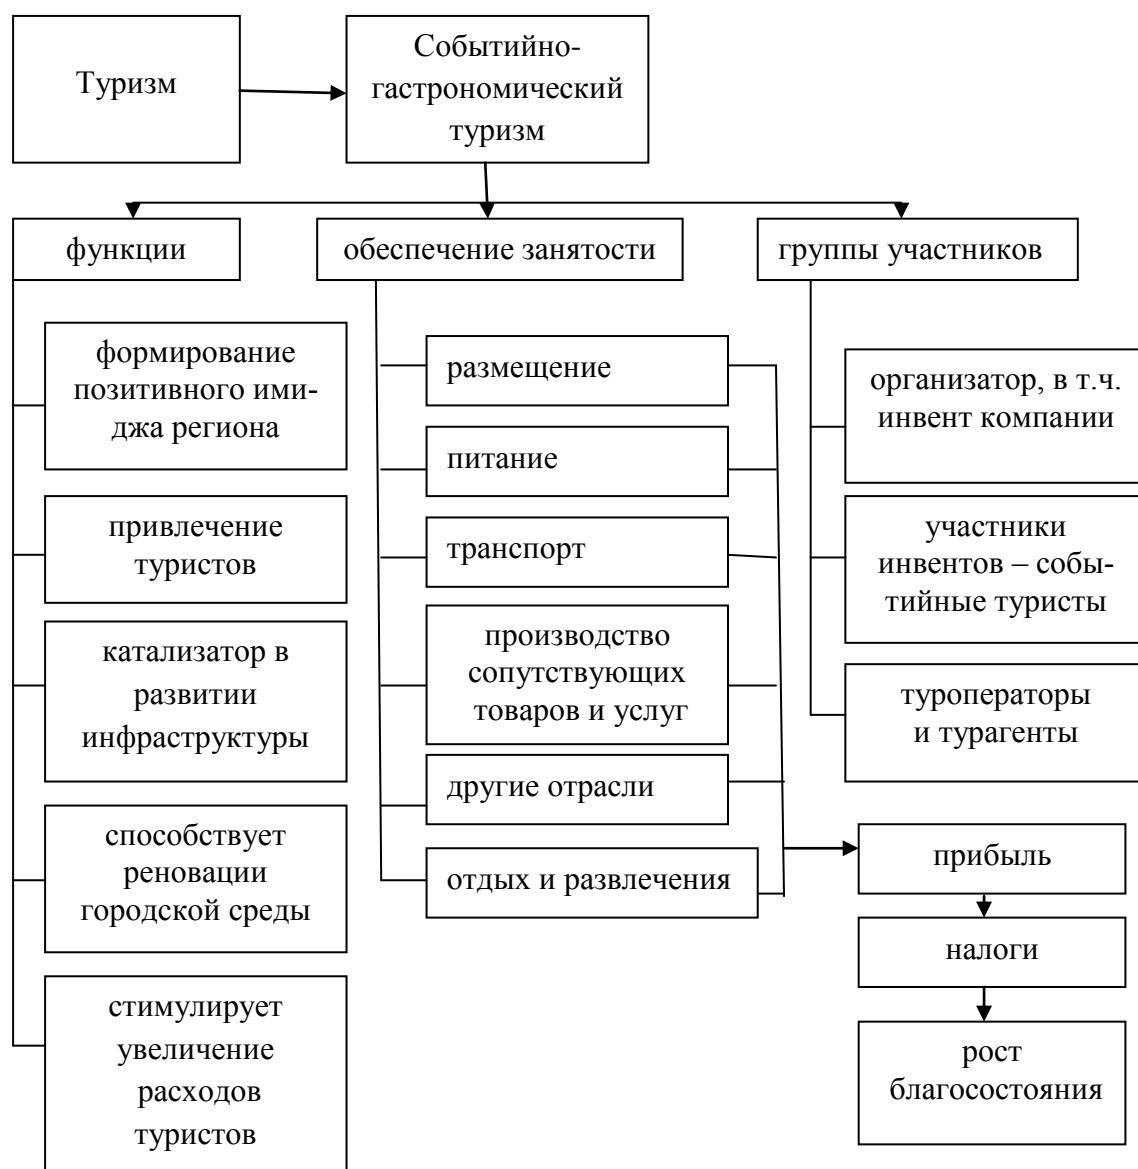 Туризм
Событийно-
гастрономический
туризм
функции
обеспечение занятости
группы участников
формирование
позитивного ими-
джа региона
привлечение
туристов
катализатор в
развитии
инфраструктуры
способствует
реновации
городской среды
стимулирует
увеличение
расходов
туристов
размещение
питание
транспорт
производство
сопутствующих
товаров и услуг
другие отрасли
отдых и развлечения
организатор, в т.ч.
инвент компании
участники
инвентов – собы-
тийные туристы
туроператоры
и турагенты
прибыль
налоги
рост
благосостояния